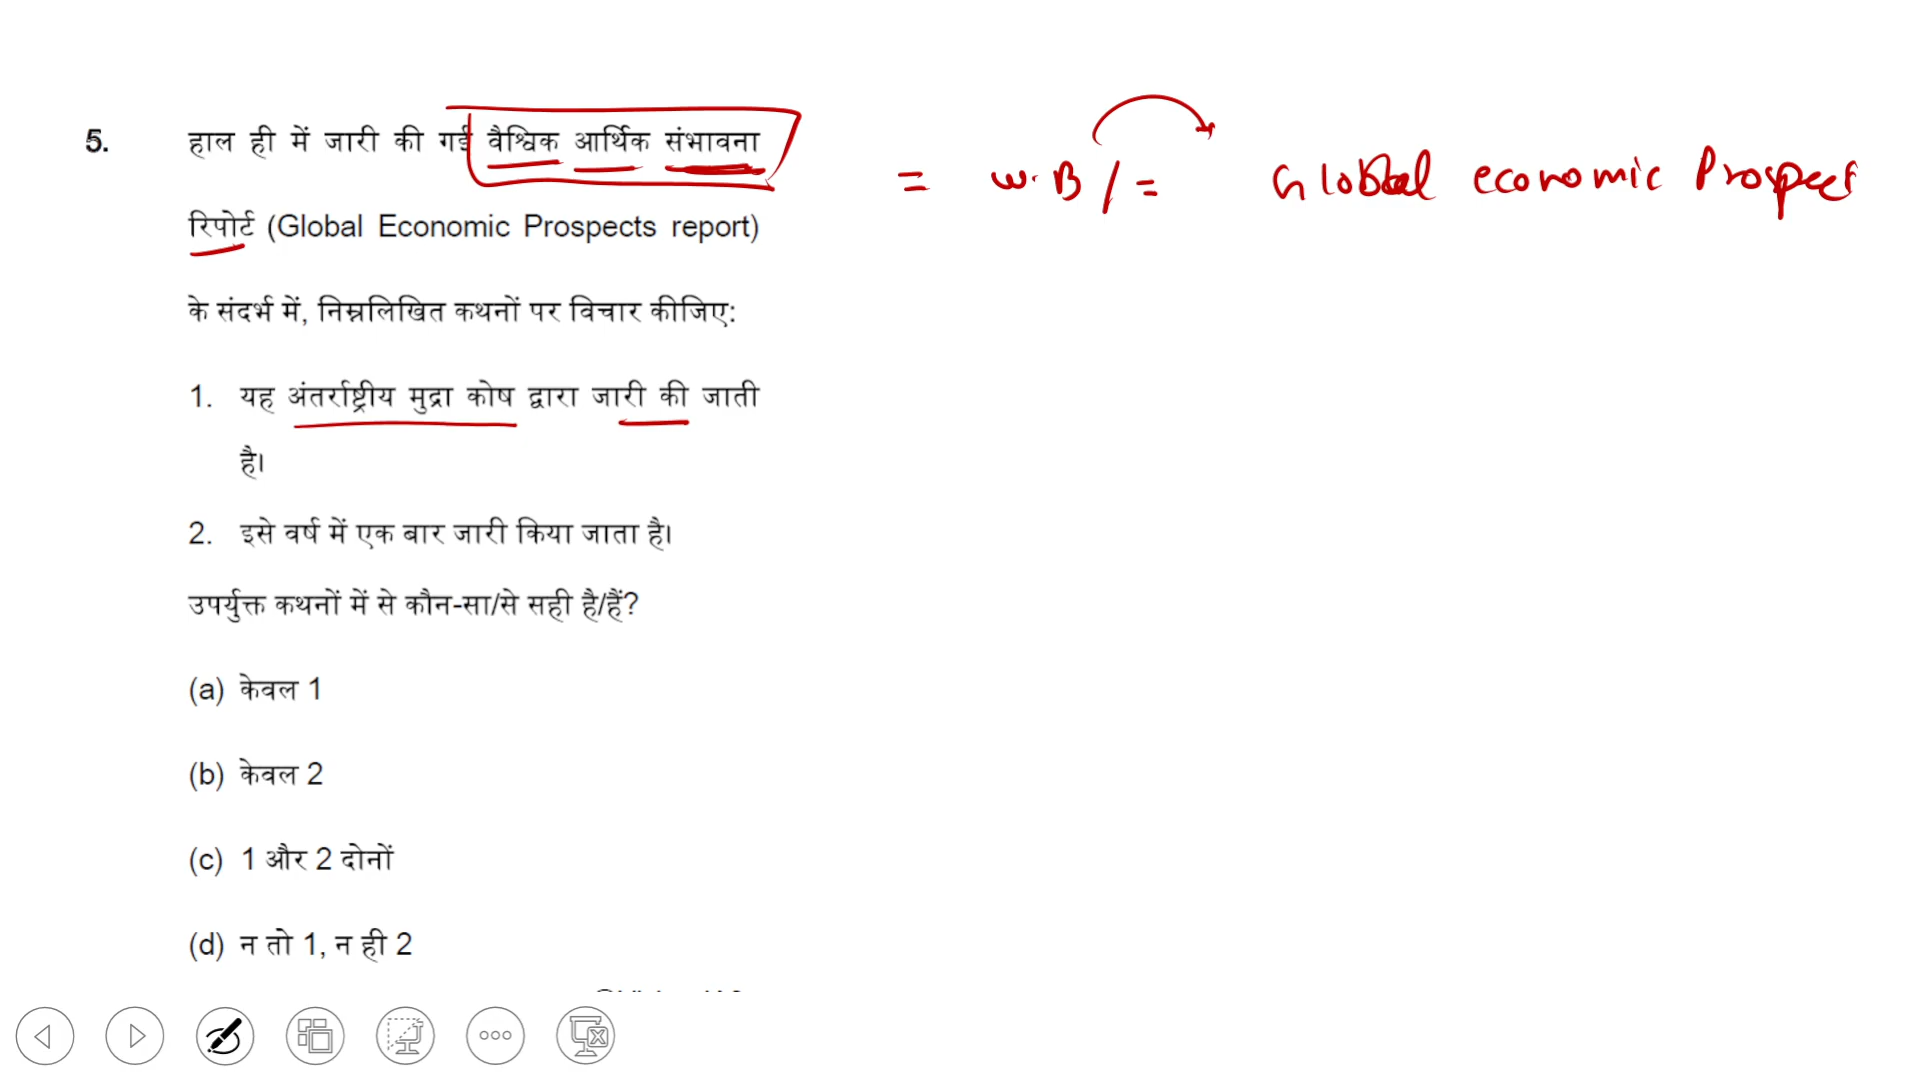 5. हाल ही में जारी की गई वैश्विक आर्थिक संभावना
= W.B / = Global economic Prospect
रिपोर्ट (Global Economic Prospects report)
के संदर्भ में, निम्नलिखित कथनों पर विचार कीजिए:
1. यह अंतर्राष्ट्रीय मुद्रा कोष द्वारा जारी की जाती
है।
2. इसे वर्ष में एक बार जारी किया जाता है।
उपर्युक्त कथनों में से कौन-सा/से सही है/हैं?
(a) केवल 1
(b) केवल 2
(c) 1 और 2 दोनों
(d) न तो 1, न ही 2